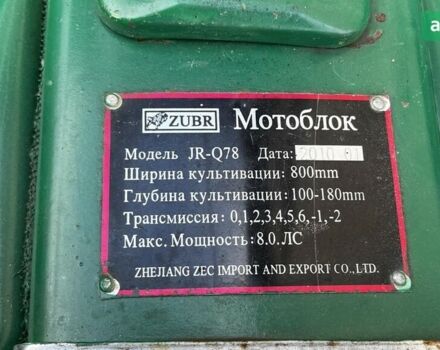 ZUBR Мотоблок
Модель JR-Q78 Дата: 2010.01
Ширина культивации: 800mm
Глубина культивации: 100-180mm
Трансмиссия: 0,1,2,3,4,5,6,-1,-2
Макс. Мощность: 8.0.ЛС
ZHEJIANG ZEC IMPORT AND EXPORT CO., LTD.